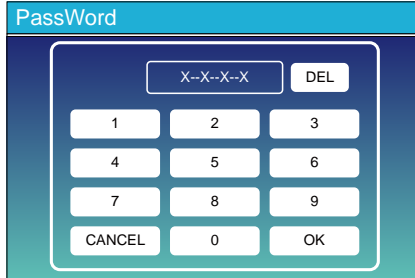 PassWord
X--X--X--X DEL
1 2 3
4 5 6
7 8 9
CANCEL 0 OK